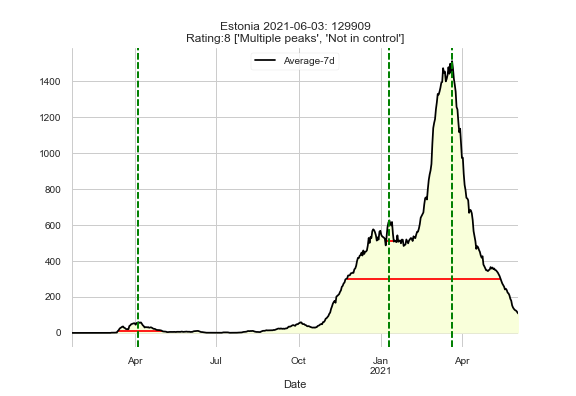 Estonia 2021-06-03: 129909
Rating:8 ['Multiple peaks', 'Not in control']
Average-7d
1400
1200
1000
800
600
400
200
0
Apr Jul Oct Jan Apr
2021
Date